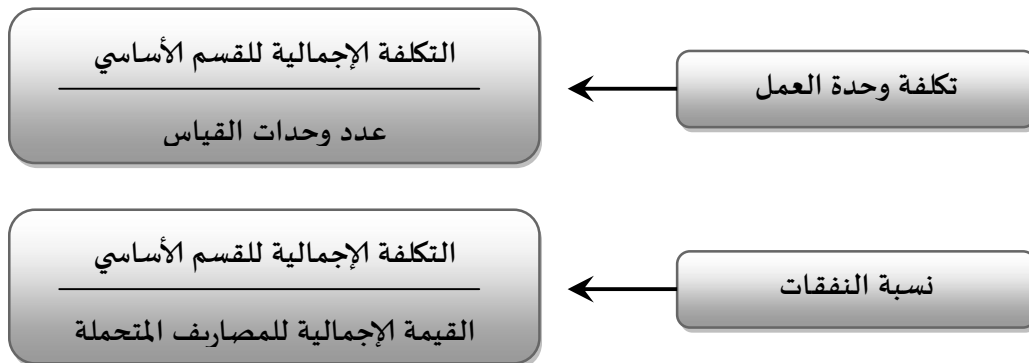 تكلفة وحدة العمل
التكلفة الإجمالية للقسم الأساسي
عدد وحدات القياس
نسبة النفقات
التكلفة الإجمالية للقسم الأساسي
القيمة الإجمالية للمصاريف المتحملة